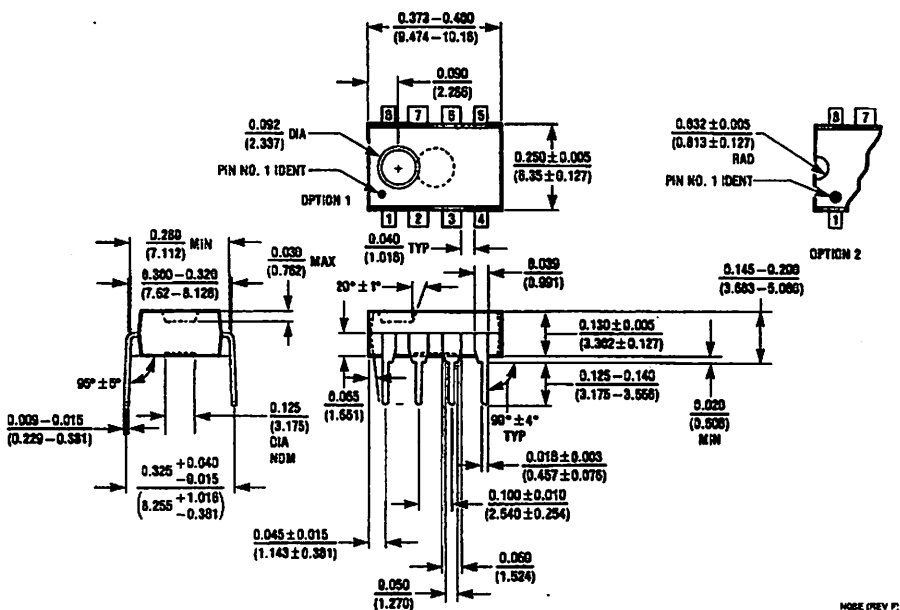 0.373–0.400
(9.474–10.16)
0.090
(2.286)
8 7 6 5
0.092 DIA
(2.337)
PIN NO. 1 IDENT
OPTION 1
0.250 ± 0.005
(6.35 ± 0.127)
1 2 3 4
8 7
0.032 ± 0.005
(0.813 ± 0.127)
RAD
PIN NO. 1 IDENT
1
OPTION 2
0.280 MIN
(7.112)
0.300–0.320
(7.62–8.128)
0.030 MAX
(0.762)
0.040 TYP
(1.016)
0.039
(0.991)
20° ± 1°
0.145–0.200
(3.683–5.080)
0.130 ± 0.005
(3.302 ± 0.127)
0.125–0.140
(3.175–3.556)
0.020
(0.508)
MIN
95° ± 5°
0.009–0.015
(0.229–0.381)
0.125
(3.175)
DIA
NOM
0.065
(1.651)
90° ± 4°
TYP
0.018 ± 0.003
(0.457 ± 0.076)
0.325 +0.040 −0.015
(8.255 +1.016 −0.381)
0.100 ± 0.010
(2.540 ± 0.254)
0.045 ± 0.015
(1.143 ± 0.381)
0.060
(1.524)
0.050
(1.270)